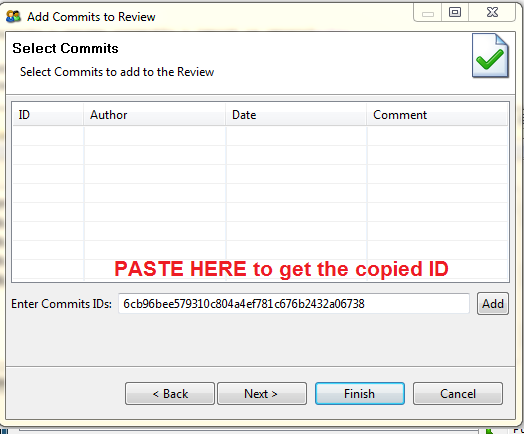 Add Commits to Review
Select Commits
Select Commits to add to the Review
ID Author Date Comment
PASTE HERE to get the copied ID
Enter Commits IDs: 6cb96bee579310c804a4ef781c676b2432a06738 Add
< Back Next > Finish Cancel